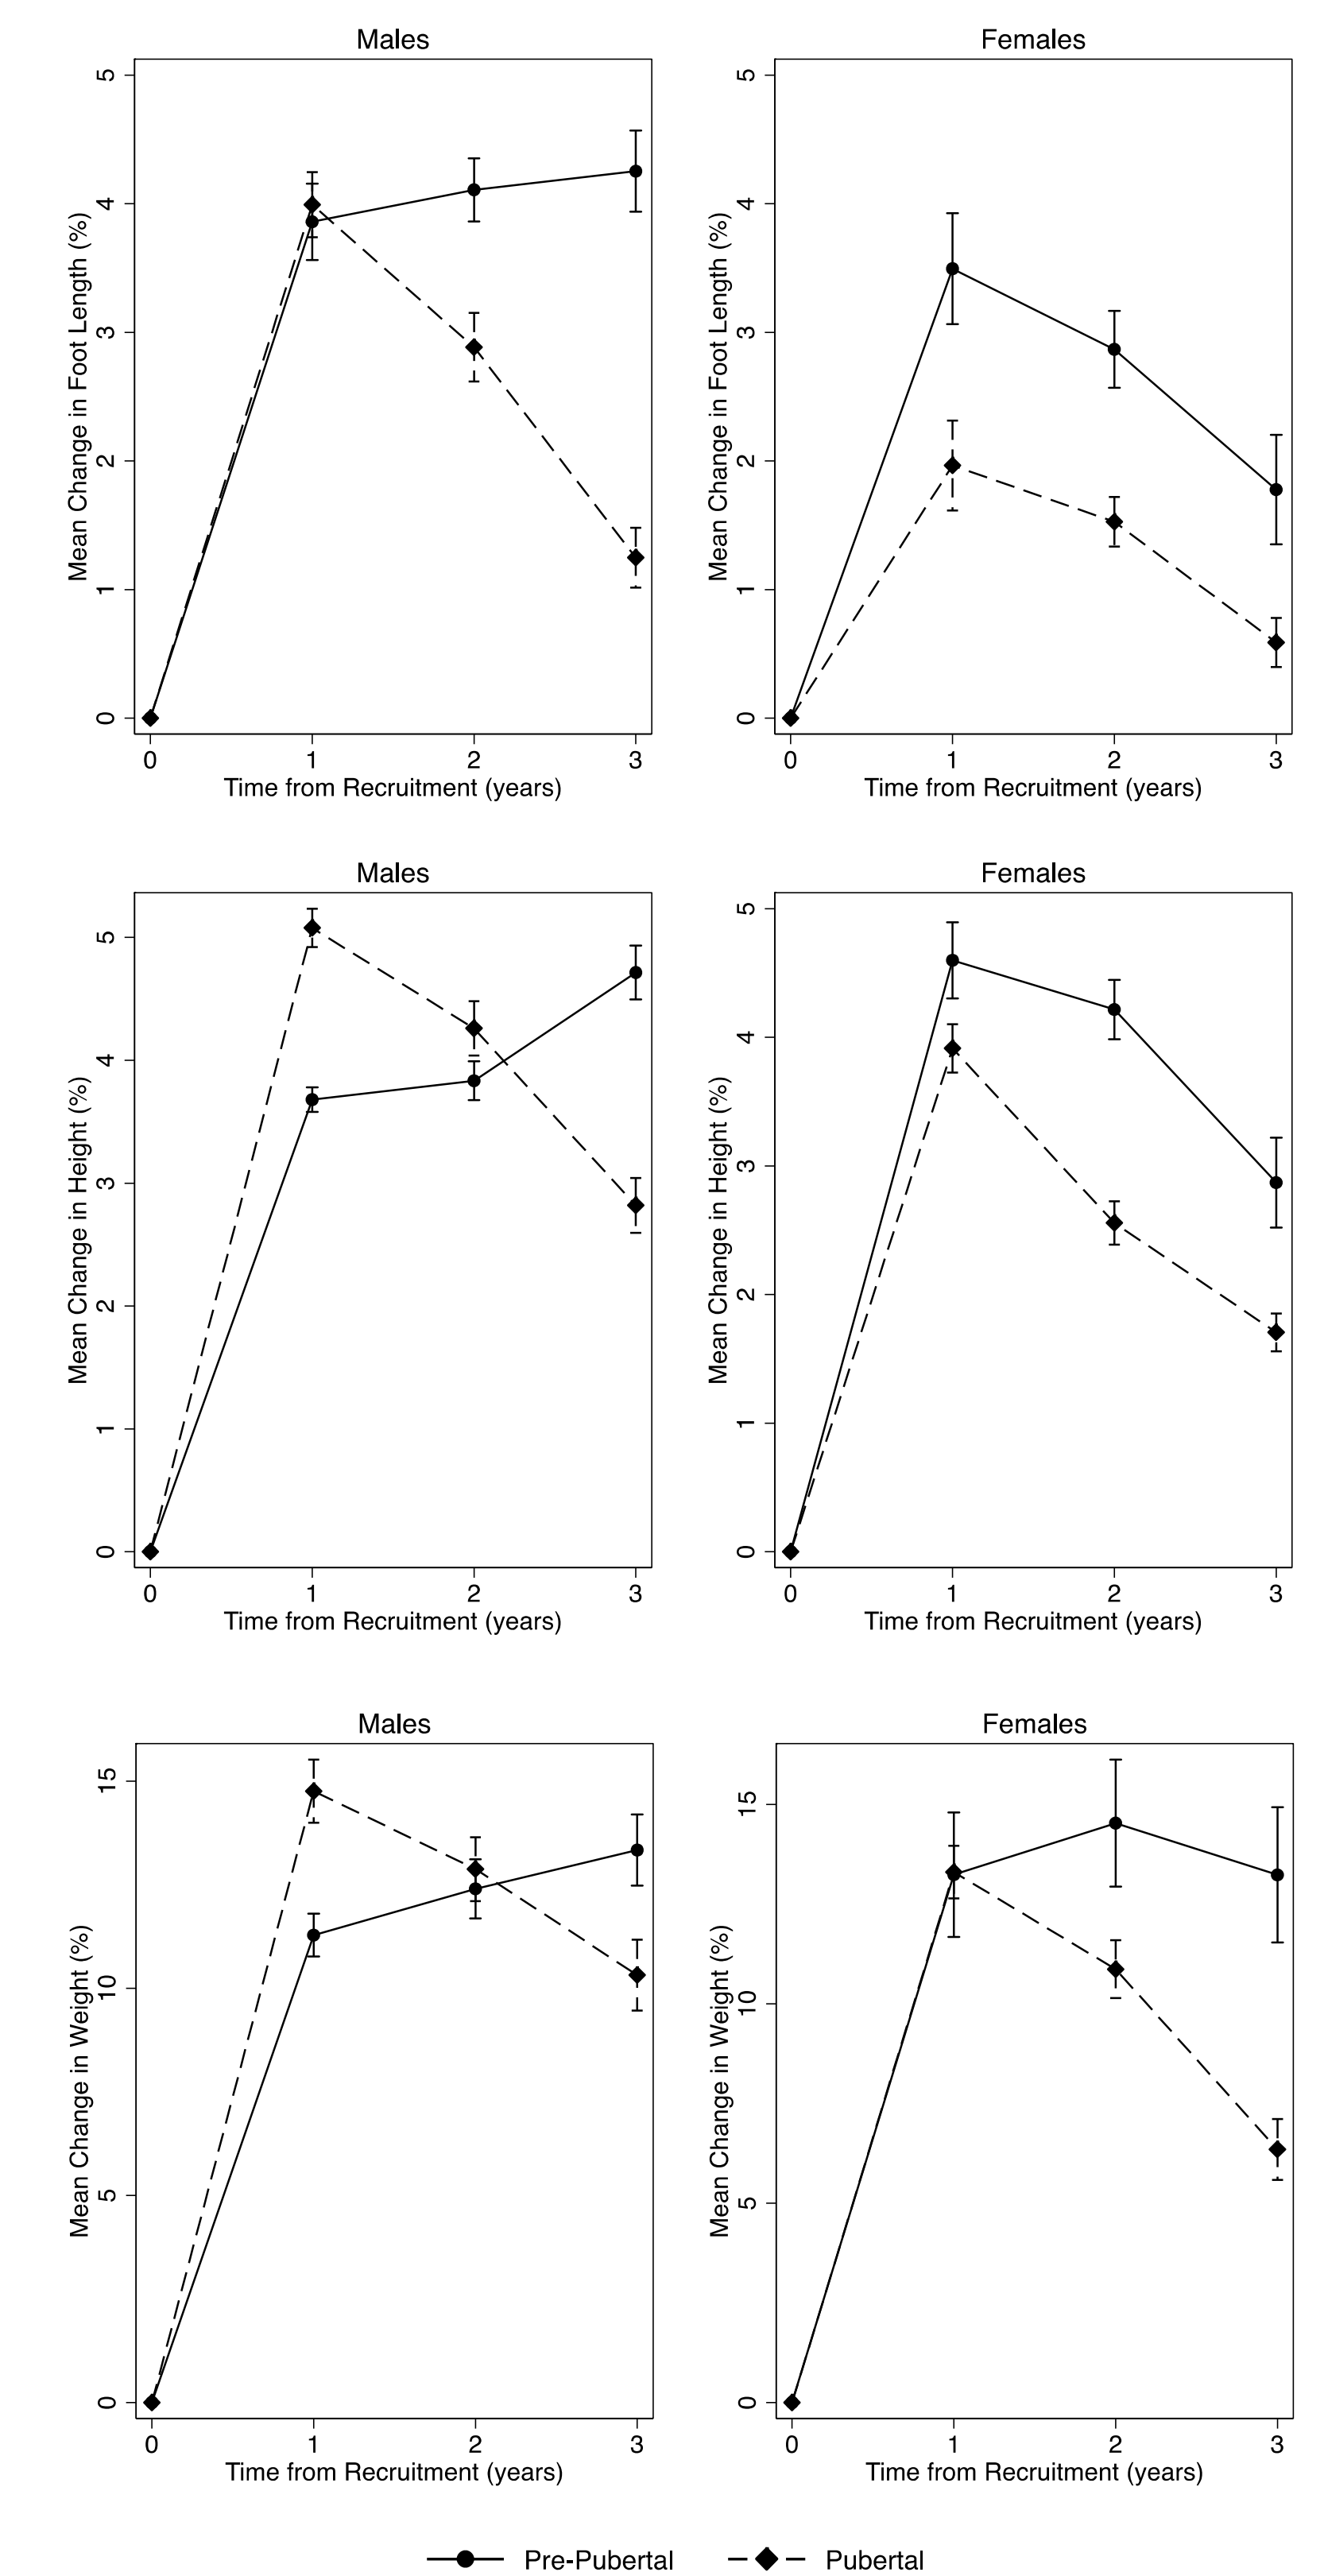 Males
Females
Mean Change in Foot Length (%)
5
4
3
2
1
0
0 1 2 3
Time from Recruitment (years)
Mean Change in Foot Length (%)
5
4
3
2
1
0
0 1 2 3
Time from Recruitment (years)
Males
Females
Mean Change in Height (%)
5
4
3
2
1
0
0 1 2 3
Time from Recruitment (years)
Mean Change in Height (%)
5
4
3
2
1
0
0 1 2 3
Time from Recruitment (years)
Males
Females
Mean Change in Weight (%)
15
10
5
0
0 1 2 3
Time from Recruitment (years)
Mean Change in Weight (%)
15
10
5
0
0 1 2 3
Time from Recruitment (years)
Pre-Pubertal
Pubertal